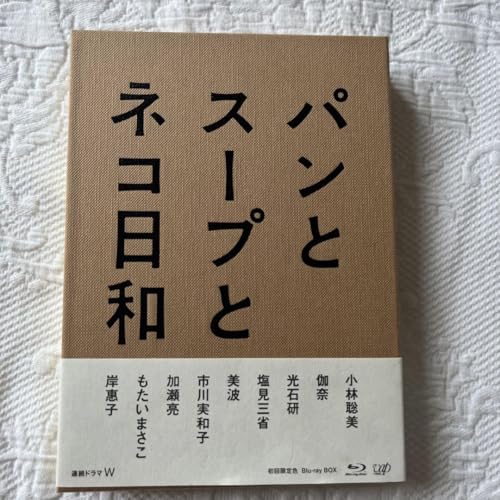 パンと
スープと
ネコ日和
小林聡美
伽奈
光石研
塩見三省
美波
市川実和子
加瀬亮
もたいまさこ
岸惠子
連続ドラマW
初回限定色 Blu-ray BOX
vap